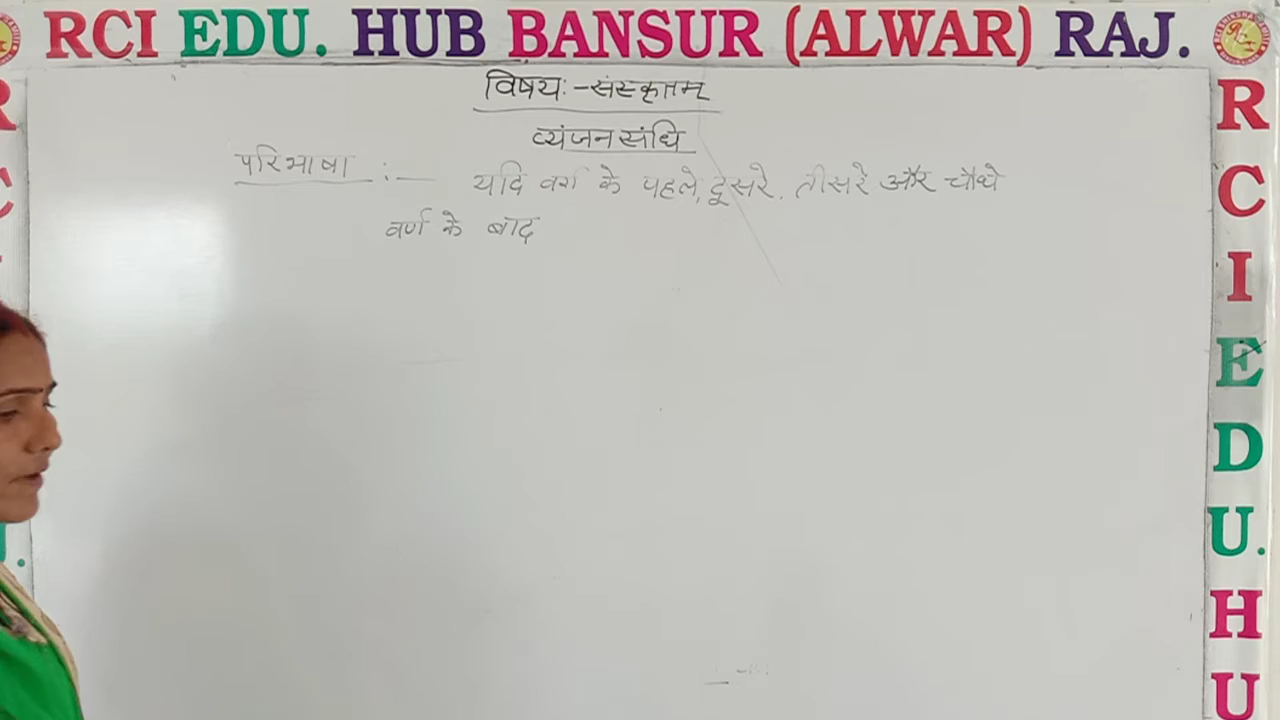 RCI EDU. HUB BANSUR (ALWAR) RAJ.
विषयः-संस्कृतम्
व्यंजन संधि
परिभाषा :— यदि वर्ग के पहले, दूसरे, तीसरे और चौथे
वर्ण के बाद
R
C
I
E
D
U.
H
U